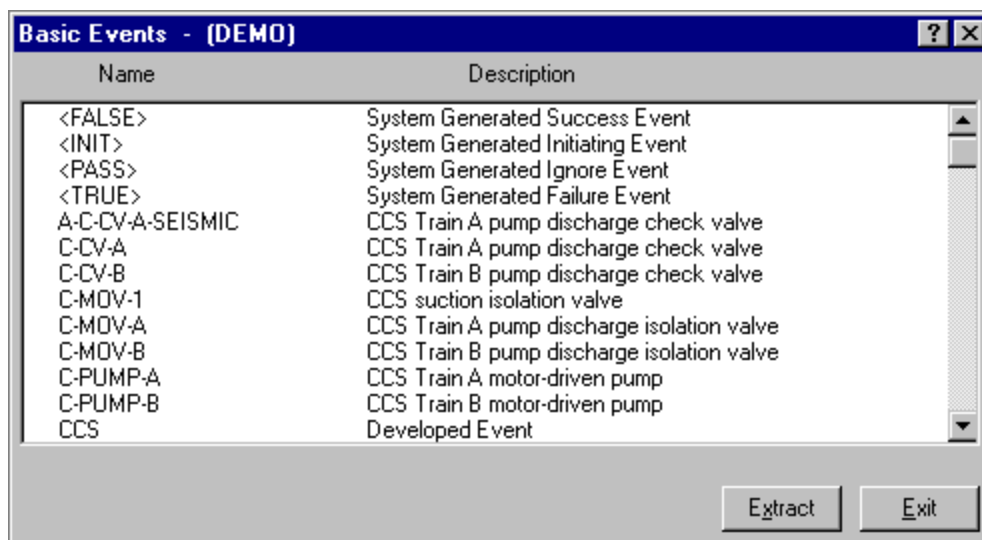 Basic Events - (DEMO)
Name Description
<FALSE> System Generated Success Event
<INIT> System Generated Initiating Event
<PASS> System Generated Ignore Event
<TRUE> System Generated Failure Event
A-C-CV-A-SEISMIC CCS Train A pump discharge check valve
C-CV-A CCS Train A pump discharge check valve
C-CV-B CCS Train B pump discharge check valve
C-MOV-1 CCS suction isolation valve
C-MOV-A CCS Train A pump discharge isolation valve
C-MOV-B CCS Train B pump discharge isolation valve
C-PUMP-A CCS Train A motor-driven pump
C-PUMP-B CCS Train B motor-driven pump
CCS Developed Event
Extract Exit